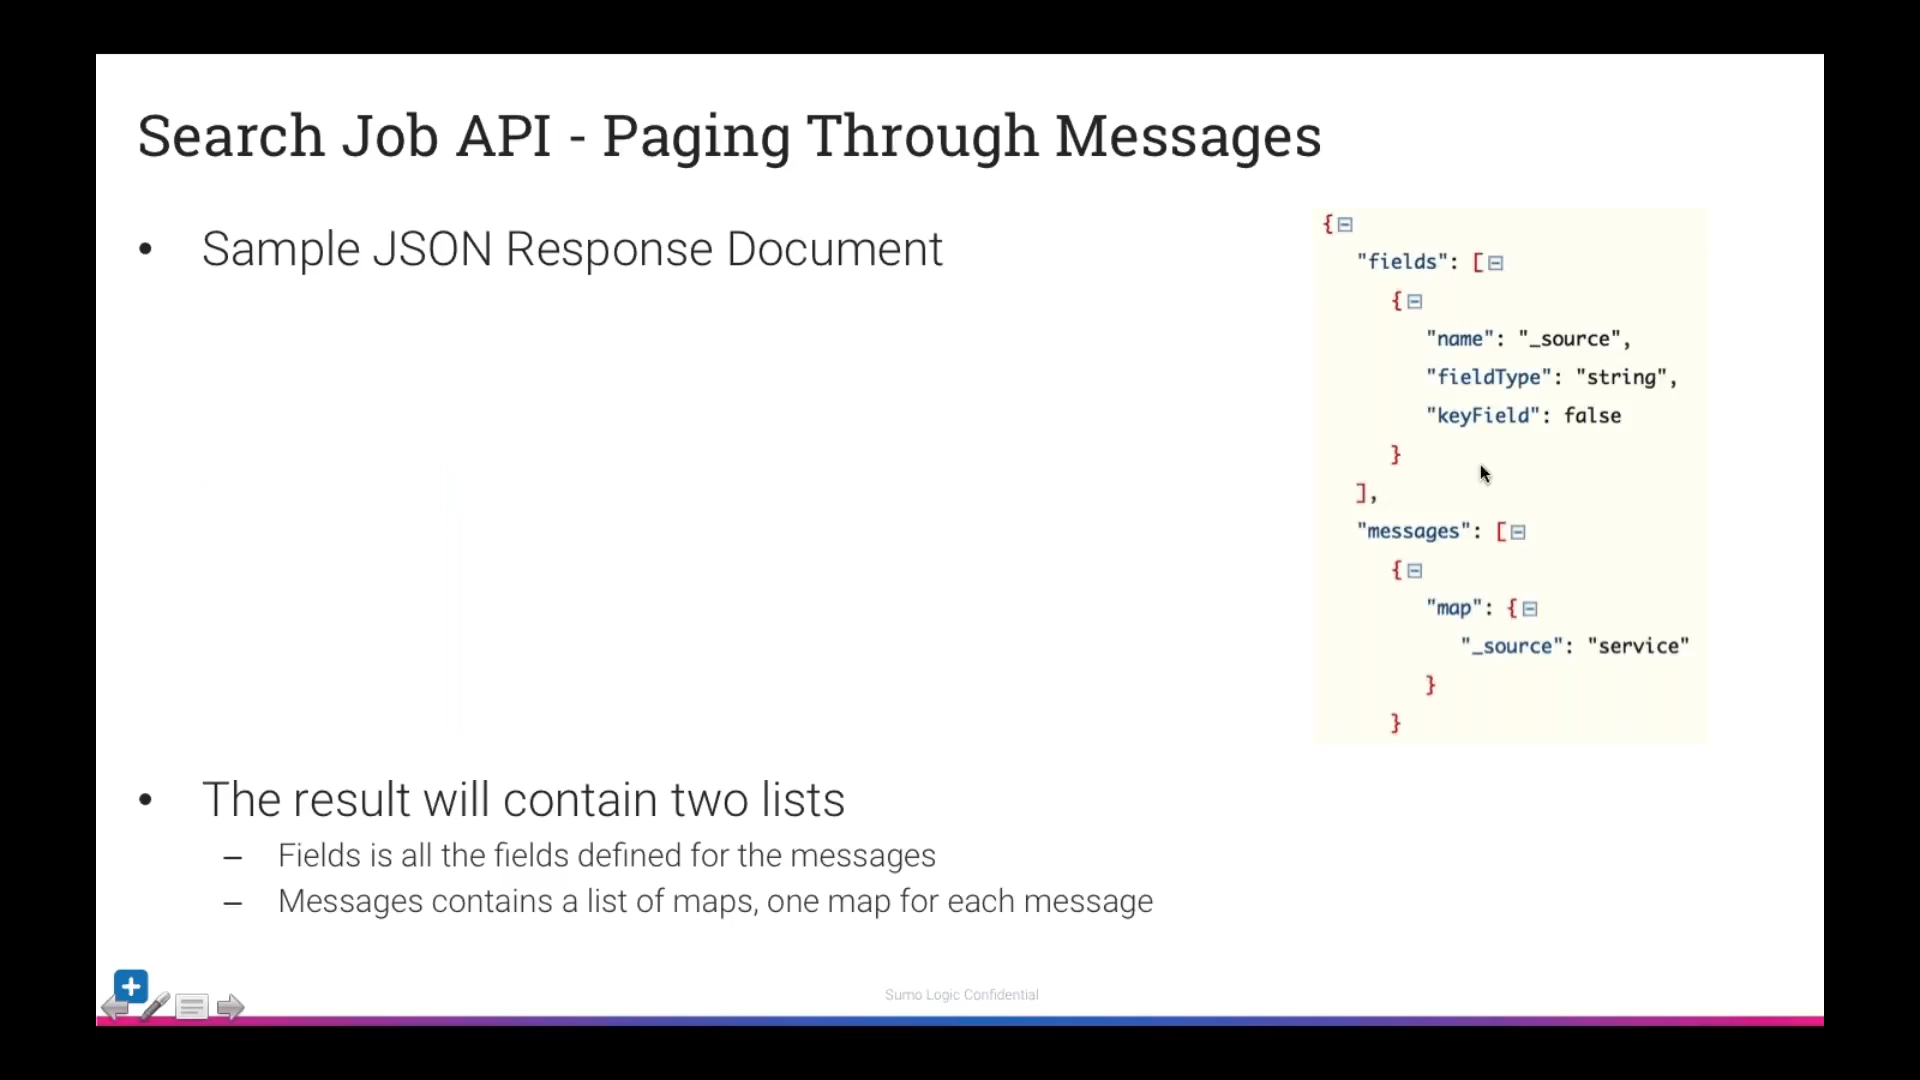 Search Job API - Paging Through Messages
• Sample JSON Response Document
{
"fields": [
{
"name": "_source",
"fieldType": "string",
"keyField": false
}
],
"messages": [
{
"map": {
"_source": "service"
}
}
• The result will contain two lists
– Fields is all the fields defined for the messages
– Messages contains a list of maps, one map for each message
Sumo Logic Confidential